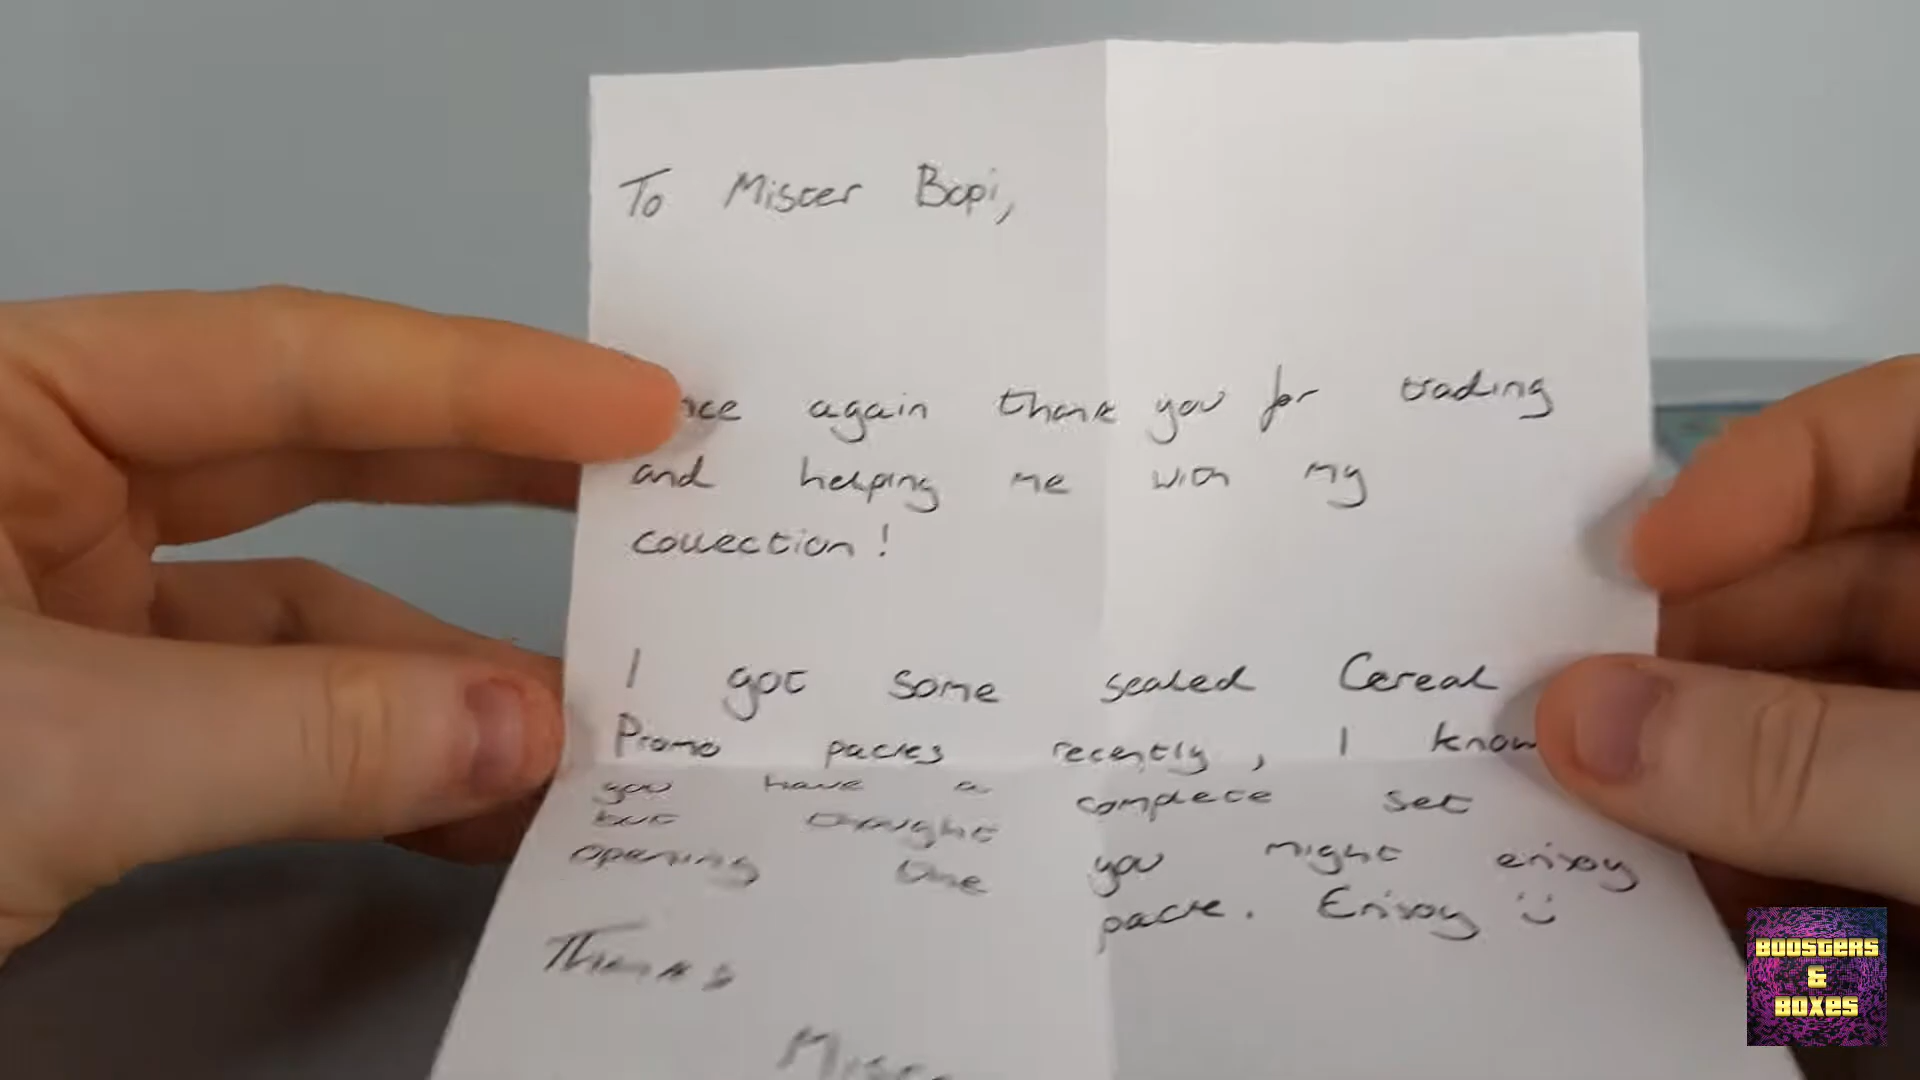 To Mister Bopi,
nce again thank you for trading
and helping me with my
collection!
I got some sealed Cereal
Promo packs recently, I know
you have a complete set
but thought you might enjoy
opening one pack. Enjoy :)
Thanks
BOOSTERS
&
BOXES